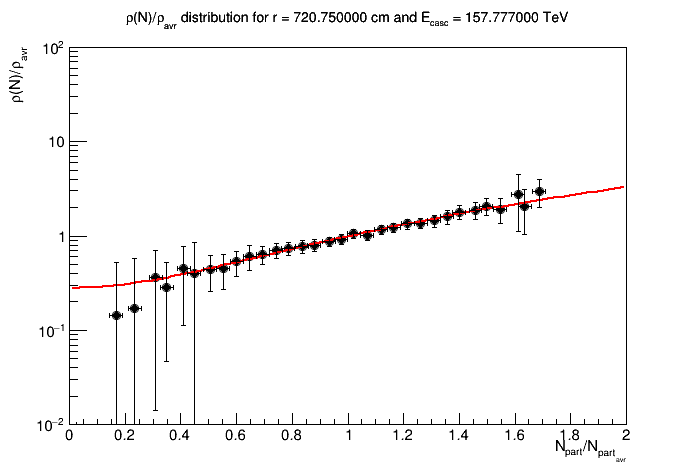 ρ(N)/ρavr distribution for r = 720.750000 cm and Ecasc = 157.777000 TeV
ρ(N)/ρavr
10²
10
1
10⁻¹
10⁻²
0 0.2 0.4 0.6 0.8 1 1.2 1.4 1.6 1.8 2
Npart/Npartavr